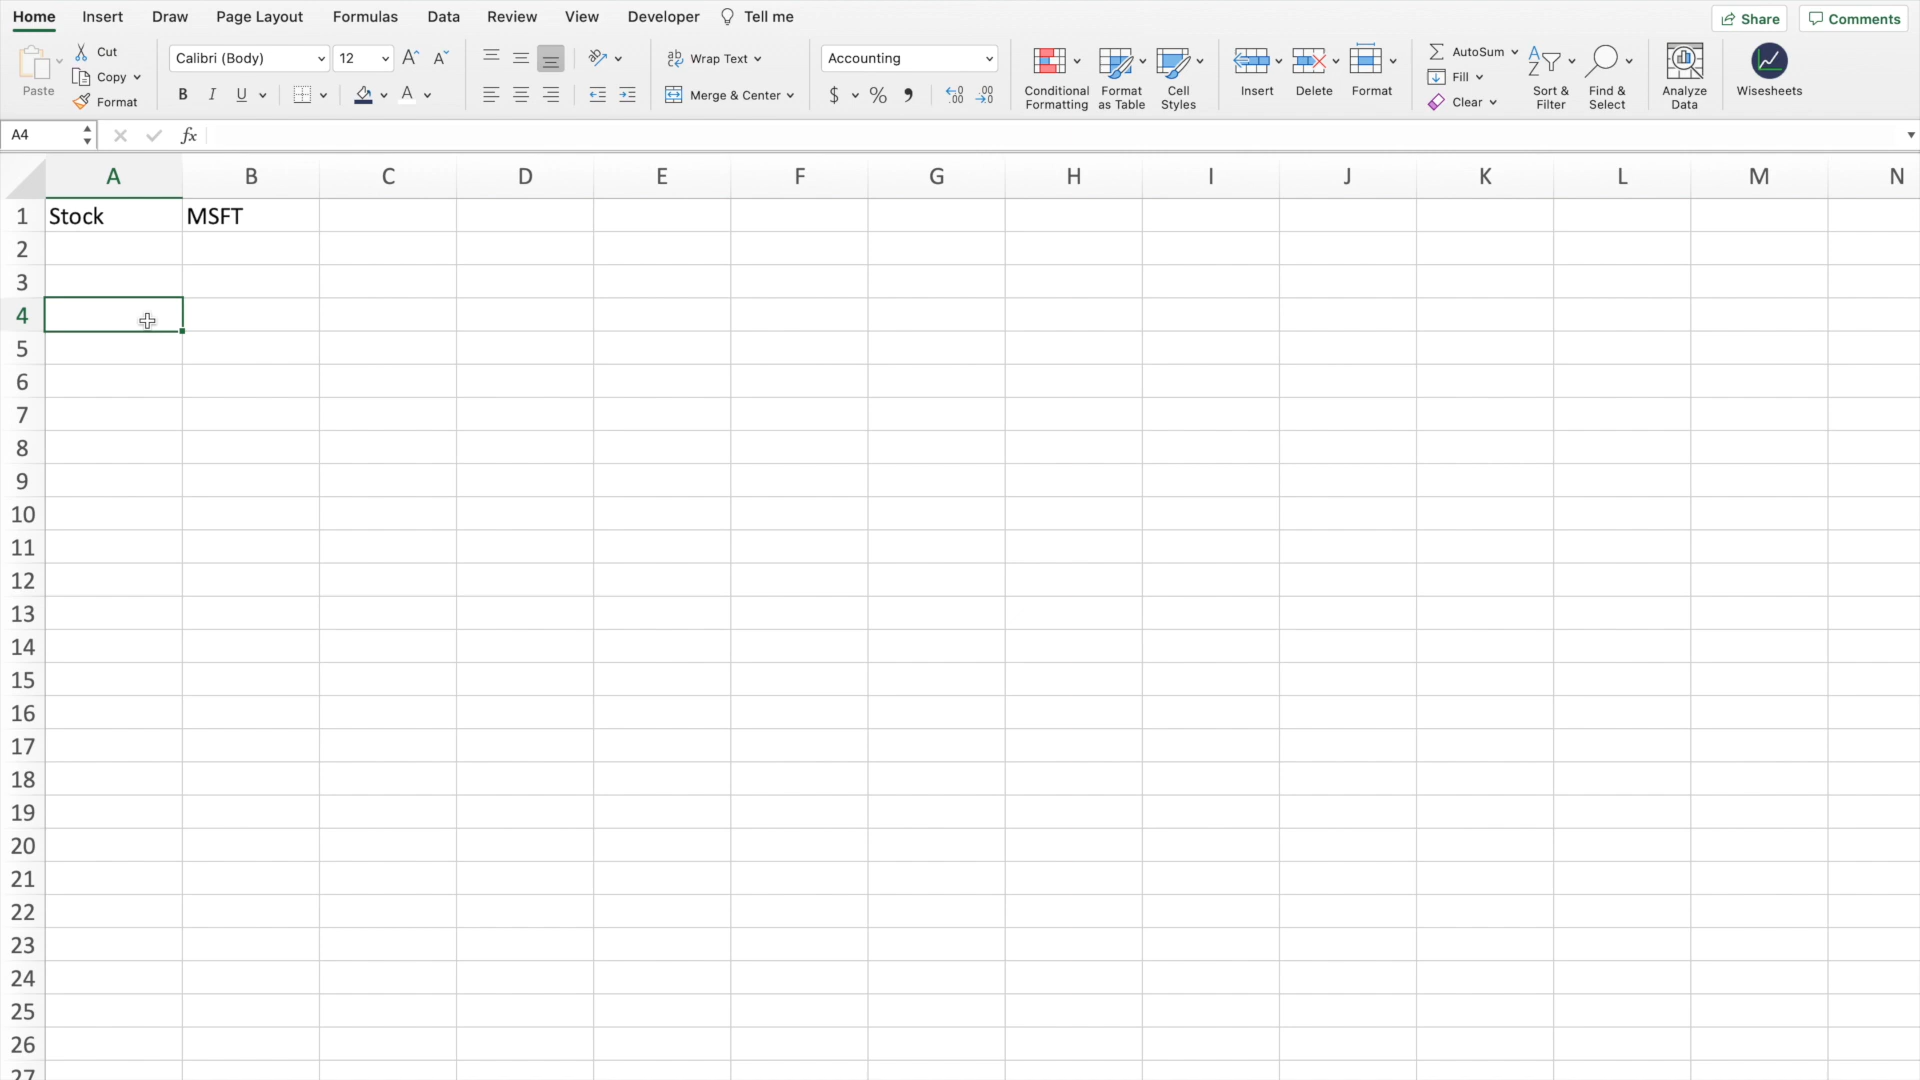 Home Insert Draw Page Layout Formulas Data Review View Developer Tell me Share Comments
Paste Cut Copy Format
Calibri (Body) 12
B I U A
Wrap Text
Merge & Center
Accounting
$ %
Conditional Formatting
Format as Table
Cell Styles
Insert Delete Format
AutoSum
Fill
Clear
Sort & Filter
Find & Select
Analyze Data
Wisesheets
A4 fx
A B C D E F G H I J K L M N
1 Stock MSFT
2
3
4
5
6
7
8
9
10
11
12
13
14
15
16
17
18
19
20
21
22
23
24
25
26
27